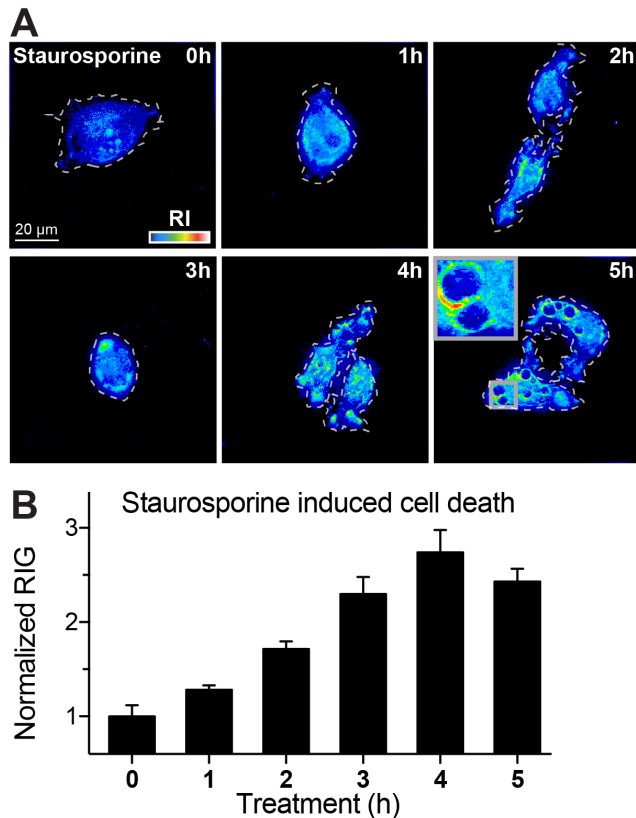 A
Staurosporine 0h
1h
2h
20 µm
RI
3h
4h
5h
B
Staurosporine induced cell death
Normalized RIG
3
2
1
0 1 2 3 4 5
Treatment (h)